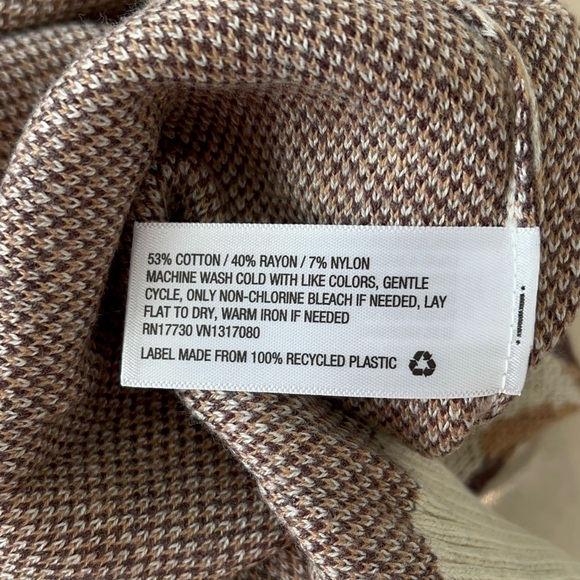 53% COTTON / 40% RAYON / 7% NYLON
MACHINE WASH COLD WITH LIKE COLORS, GENTLE
CYCLE, ONLY NON-CHLORINE BLEACH IF NEEDED, LAY
FLAT TO DRY, WARM IRON IF NEEDED
RN17730 VN1317080
LABEL MADE FROM 100% RECYCLED PLASTIC